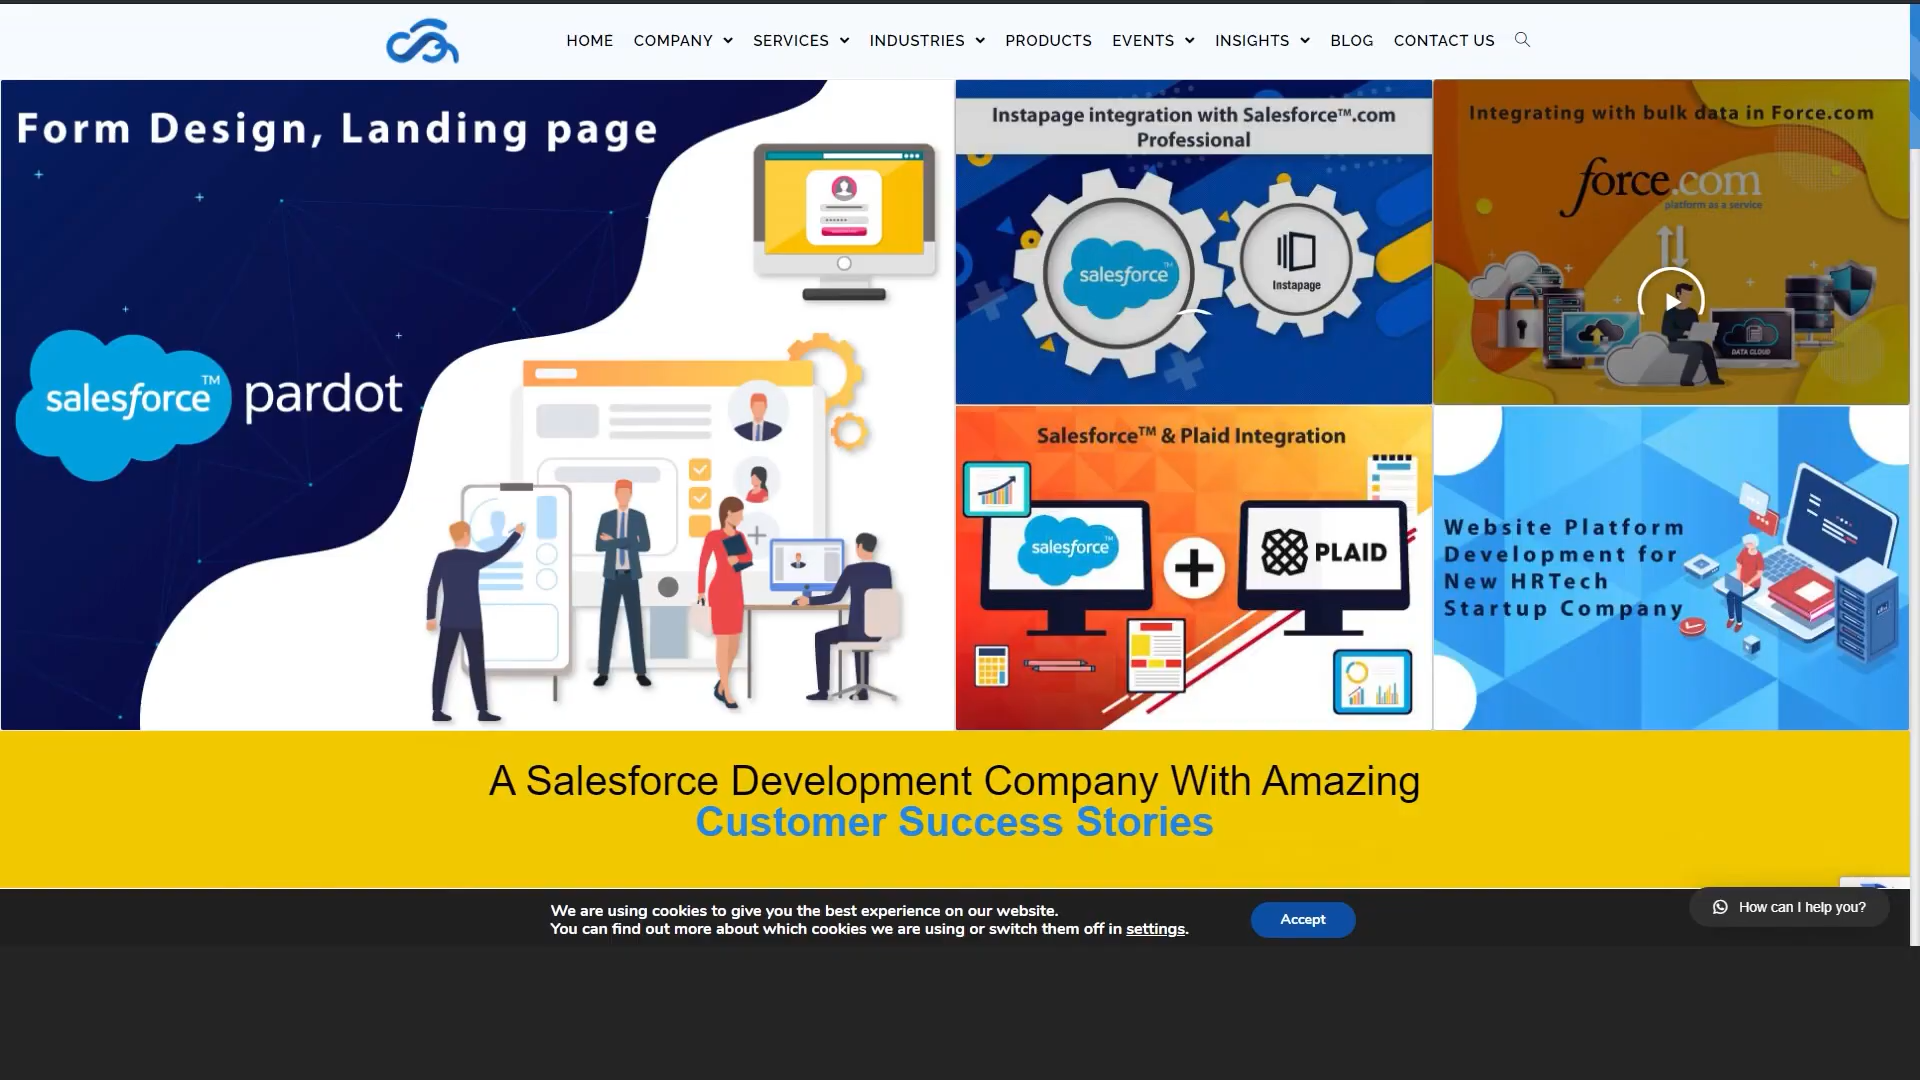 HOME COMPANY SERVICES INDUSTRIES PRODUCTS EVENTS INSIGHTS BLOG CONTACT US
Form Design, Landing page
salesforce™ pardot
Instapage integration with Salesforce™.com
Professional
salesforce™
Instapage
Integrating with bulk data in Force.com
force.com
platform as a service
DATA CLOUD
Salesforce™ & Plaid Integration
salesforce™
+
PLAID
Website Platform
Development for
New HRTech
Startup Company
A Salesforce Development Company With Amazing
Customer Success Stories
We are using cookies to give you the best experience on our website.
You can find out more about which cookies we are using or switch them off in settings.
Accept
How can I help you?